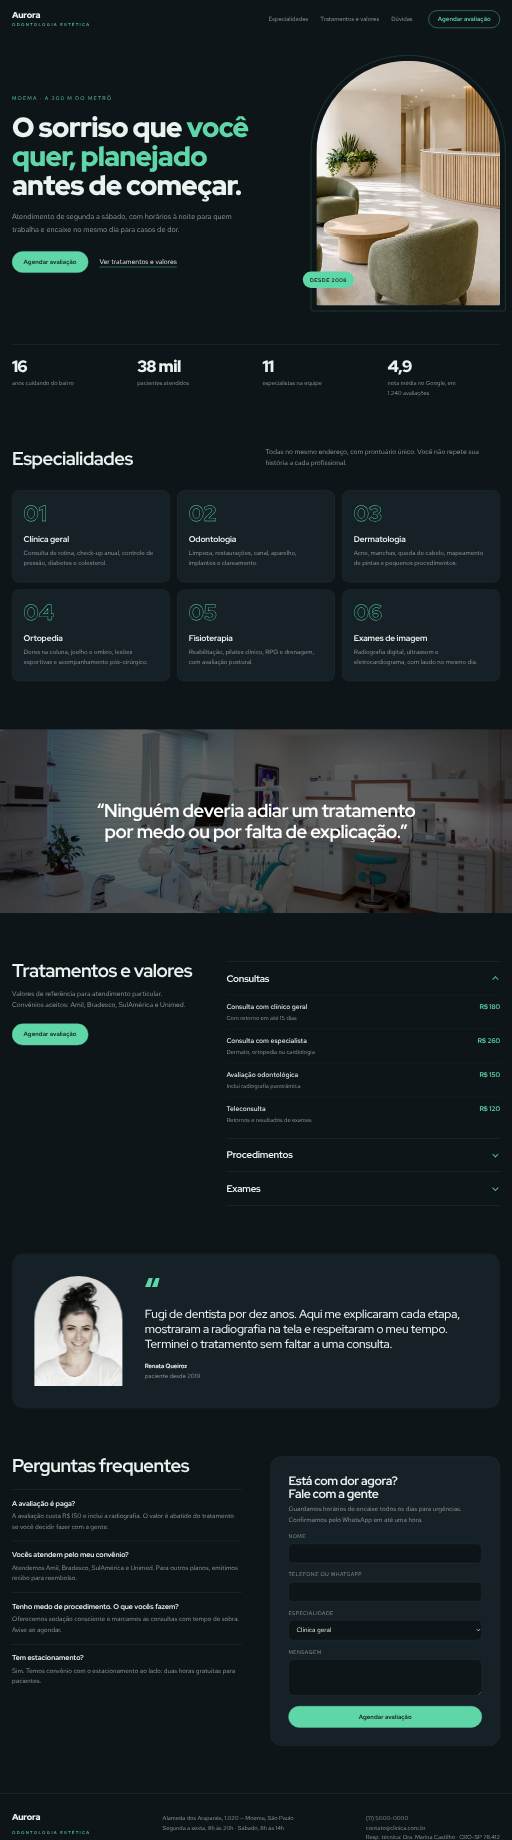 Aurora
ODONTOLOGIA ESTÉTICA
Especialidades
Tratamentos e valores
Dúvidas
Agendar avaliação
MOEMA · A 300 M DO METRÔ
O sorriso que você
quer, planejado
antes de começar.
Atendimento de segunda a sábado, com horários à noite para quem
trabalha e encaixe no mesmo dia para casos de dor.
Agendar avaliação
Ver tratamentos e valores
DESDE 2008
16
anos cuidando do bairro
38 mil
pacientes atendidos
11
especialistas na equipe
4,9
nota média no Google, em
1.240 avaliações
Especialidades
Todas no mesmo endereço, com prontuário único. Você não repete sua
história a cada profissional.
01
Clínica geral
Consulta de rotina, check-up anual, controle de
pressão, diabetes e colesterol.
02
Odontologia
Limpeza, restaurações, canal, aparelho,
implantes e clareamento.
03
Dermatologia
Acne, manchas, queda de cabelo, mapeamento
de pintas e pequenos procedimentos.
04
Ortopedia
Dores na coluna, joelho e ombro, lesões
esportivas e acompanhamento pós-cirúrgico.
05
Fisioterapia
Reabilitação, pilates clínico, RPG e drenagem,
com avaliação postural.
06
Exames de imagem
Radiografia digital, ultrassom e
eletrocardiograma, com laudo no mesmo dia.
“Ninguém deveria adiar um tratamento
por medo ou por falta de explicação.”
Tratamentos e valores
Valores de referência para atendimento particular.
Convênios aceitos: Amil, Bradesco, SulAmérica e Unimed.
Agendar avaliação
Consultas
Consulta com clínico geral
R$ 180
Com retorno em até 15 dias
Consulta com especialista
R$ 260
Dermato, ortopedia ou cardiologia
Avaliação odontológica
R$ 150
Inclui radiografia panorâmica
Teleconsulta
R$ 120
Retornos e resultados de exames
Procedimentos
Exames
“
Fugi de dentista por dez anos. Aqui me explicaram cada etapa,
mostraram a radiografia na tela e respeitaram o meu tempo.
Terminei o tratamento sem faltar a uma consulta.
Renata Queiroz
paciente desde 2019
Perguntas frequentes
A avaliação é paga?
A avaliação custa R$ 150 e inclui a radiografia. O valor é abatido do tratamento
se você decidir fazer com a gente.
Vocês atendem pelo meu convênio?
Atendemos Amil, Bradesco, SulAmérica e Unimed. Para outros planos, emitimos
recibo para reembolso.
Tenho medo de procedimento. O que vocês fazem?
Oferecemos sedação consciente e marcamos as consultas com tempo de sobra.
Avise ao agendar.
Tem estacionamento?
Sim. Temos convênio com o estacionamento ao lado: duas horas gratuitas para
pacientes.
Está com dor agora?
Fale com a gente
Guardamos horários de encaixe todos os dias para urgências.
Confirmamos pelo WhatsApp em até uma hora.
NOME
TELEFONE OU WHATSAPP
ESPECIALIDADE
Clínica geral
MENSAGEM
Agendar avaliação
Aurora
ODONTOLOGIA ESTÉTICA
Alameda dos Arapanés, 1.020 — Moema, São Paulo
Segunda a sexta, 8h às 20h · Sábado, 8h às 14h
(11) 5000-0000
contato@clinica.com.br
Resp. técnica: Dra. Marina Castilho · CRO-SP 78.412